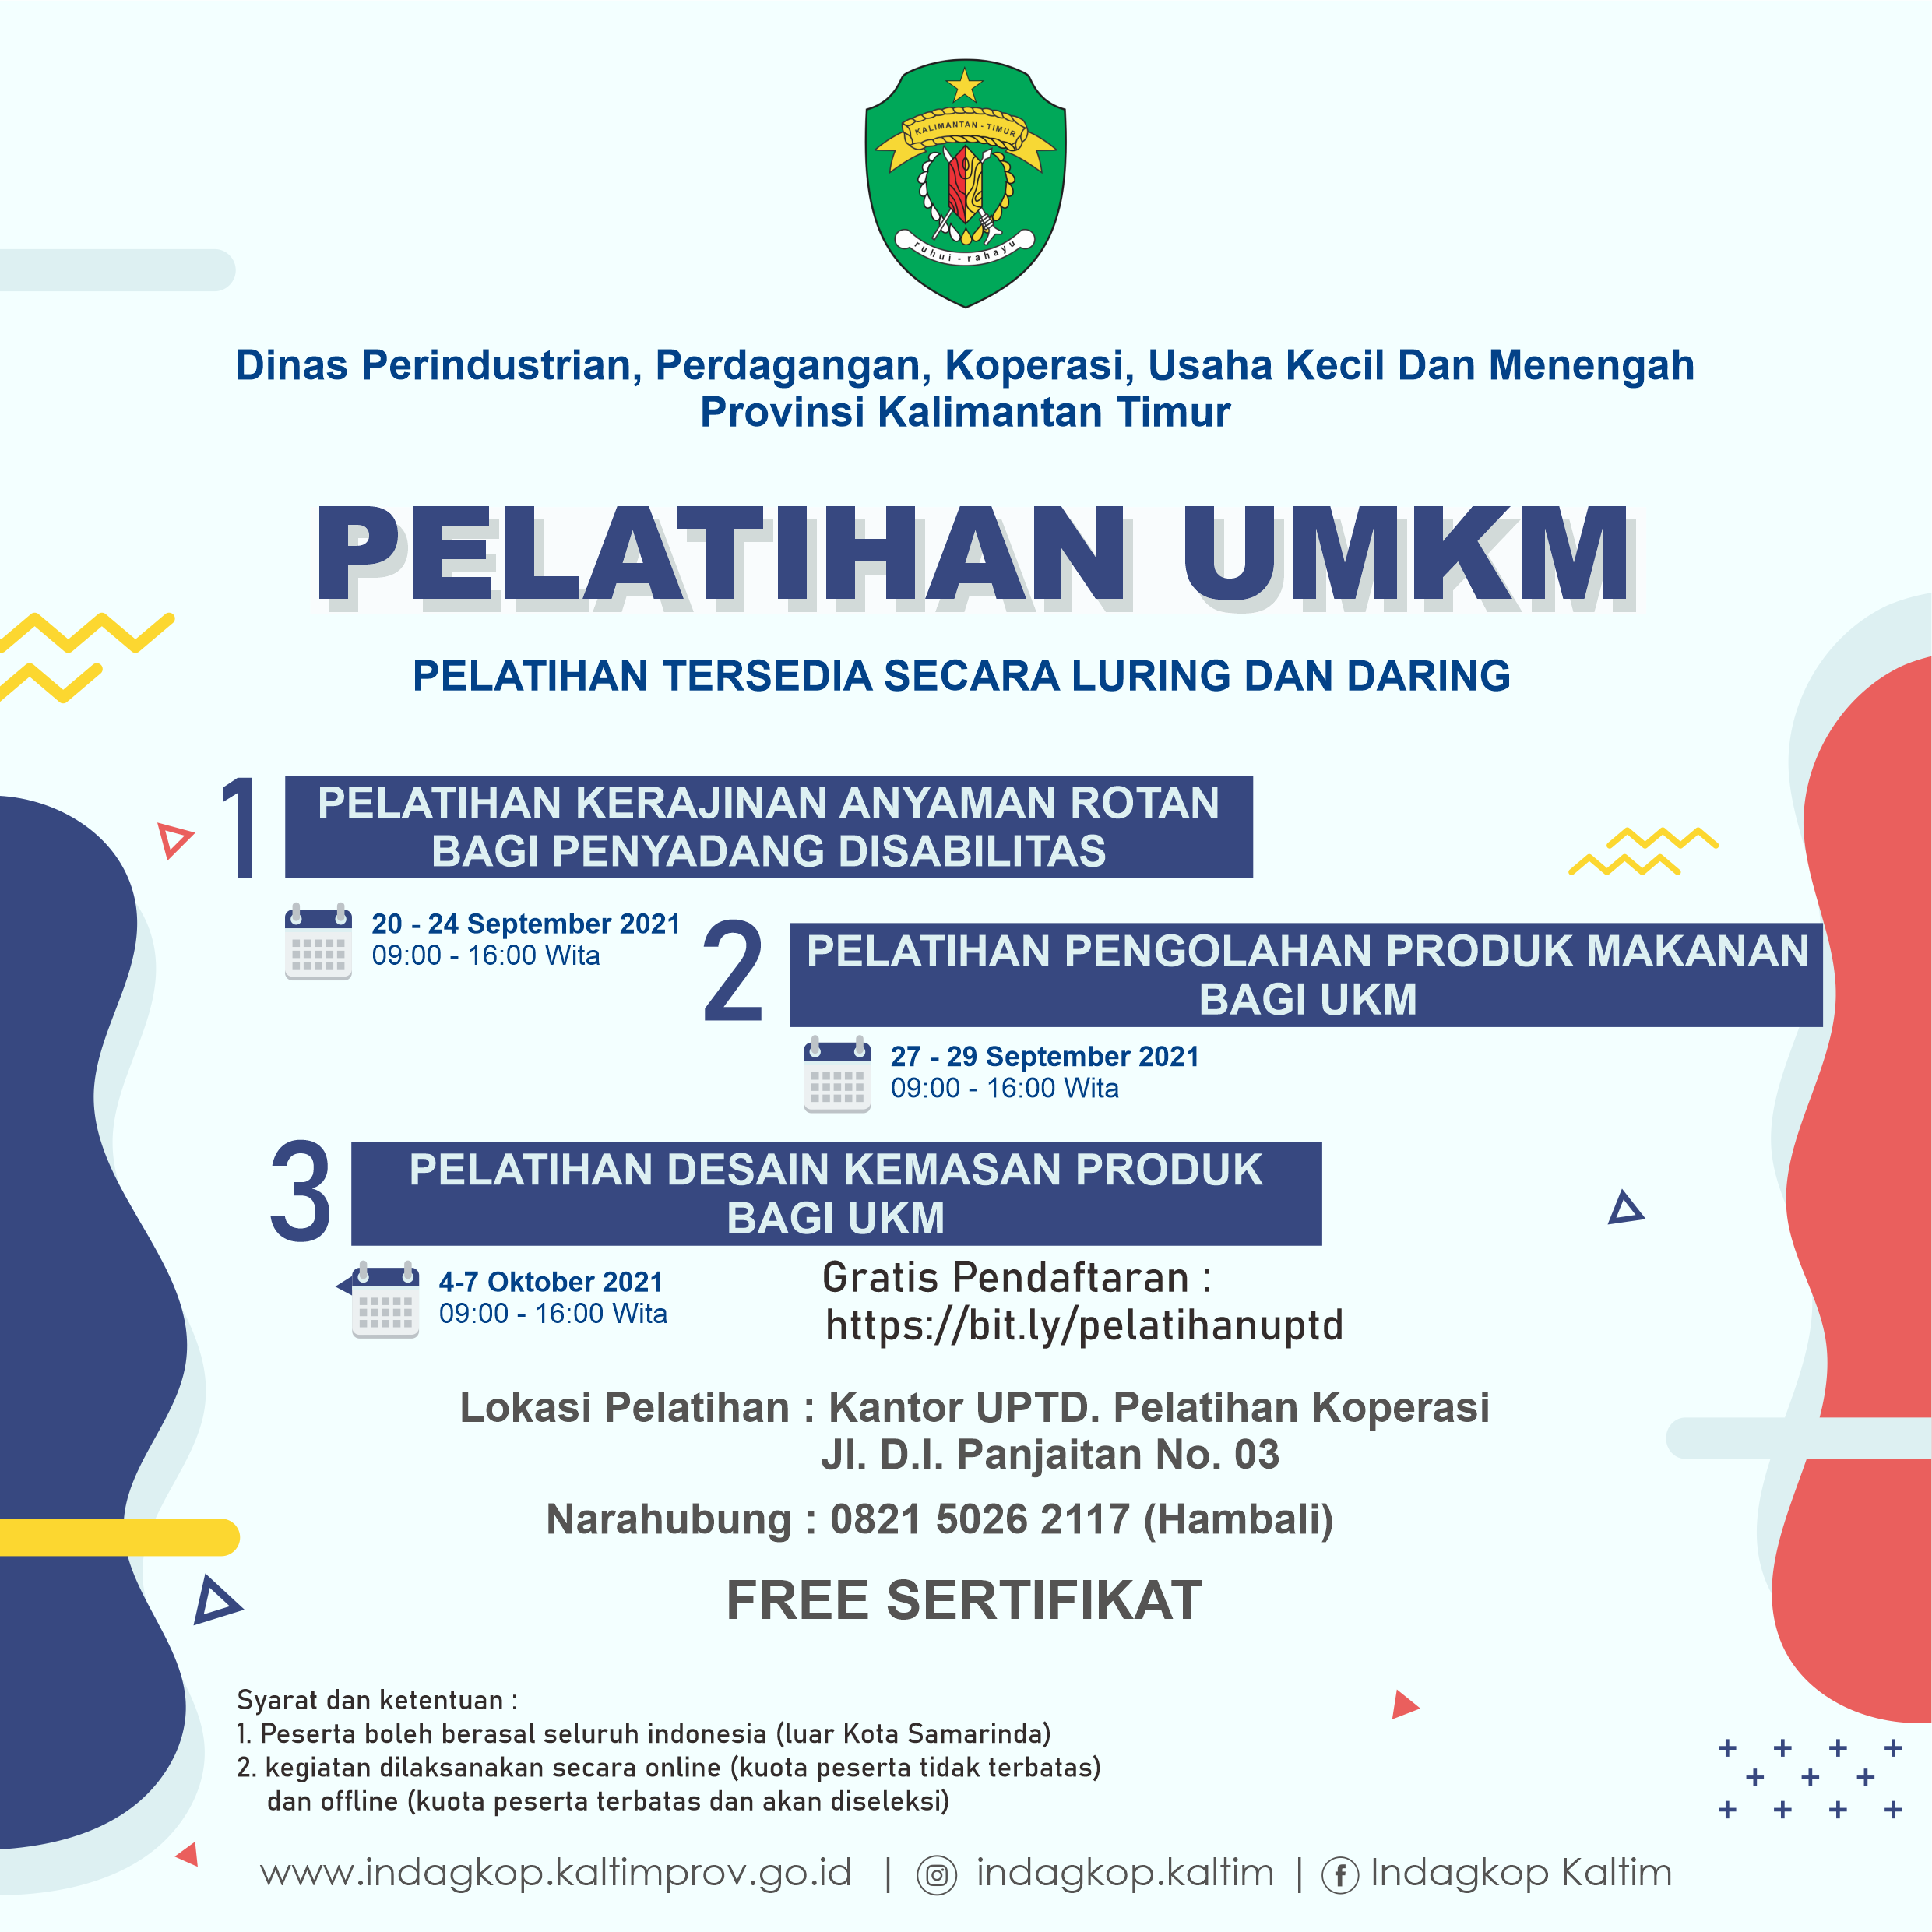 KALIMANTAN - TIMUR
ruhui - rahayu
Dinas Perindustrian, Perdagangan, Koperasi, Usaha Kecil Dan Menengah
Provinsi Kalimantan Timur
PELATIHAN UMKM
PELATIHAN TERSEDIA SECARA LURING DAN DARING
1
PELATIHAN KERAJINAN ANYAMAN ROTAN
BAGI PENYADANG DISABILITAS
20 - 24 September 2021
09:00 - 16:00 Wita
2
PELATIHAN PENGOLAHAN PRODUK MAKANAN
BAGI UKM
27 - 29 September 2021
09:00 - 16:00 Wita
3
PELATIHAN DESAIN KEMASAN PRODUK
BAGI UKM
4-7 Oktober 2021
09:00 - 16:00 Wita
Gratis Pendaftaran :
https://bit.ly/pelatihanuptd
Lokasi Pelatihan : Kantor UPTD. Pelatihan Koperasi
Jl. D.I. Panjaitan No. 03
Narahubung : 0821 5026 2117 (Hambali)
FREE SERTIFIKAT
Syarat dan ketentuan :
1. Peserta boleh berasal seluruh indonesia (luar Kota Samarinda)
2. kegiatan dilaksanakan secara online (kuota peserta tidak terbatas)
dan offline (kuota peserta terbatas dan akan diseleksi)
www.indagkop.kaltimprov.go.id | indagkop.kaltim | Indagkop Kaltim